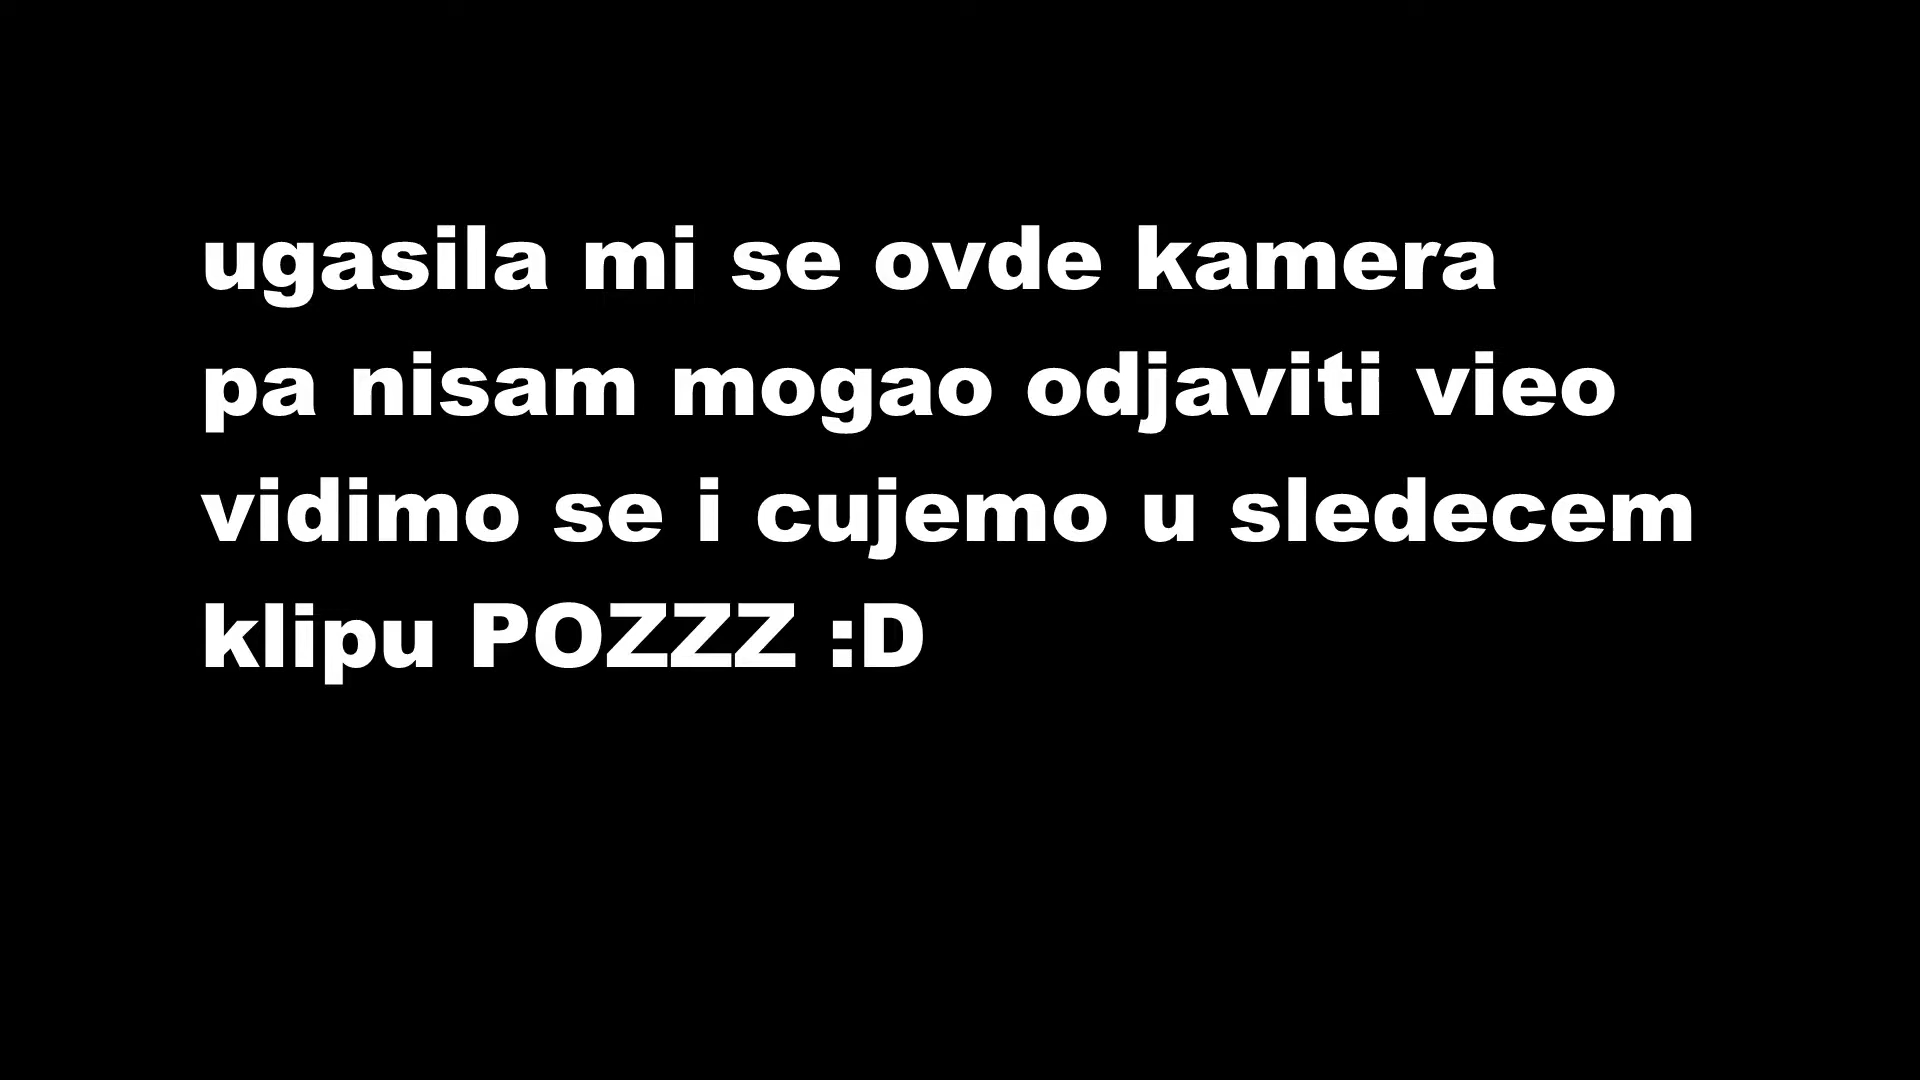 ugasila mi se ovde kamera
pa nisam mogao odjaviti vieo
vidimo se i cujemo u sledecem
klipu POZZZ :D